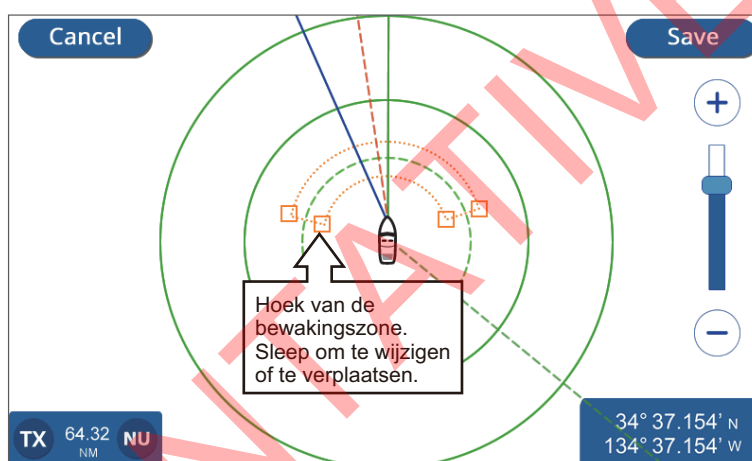 Cancel
Save
+
Hoek van de
bewakingszone.
Sleep om te wijzigen
of te verplaatsen.
−
TX 64.32 NU
NM
34° 37.154’ N
134° 37.154’ W